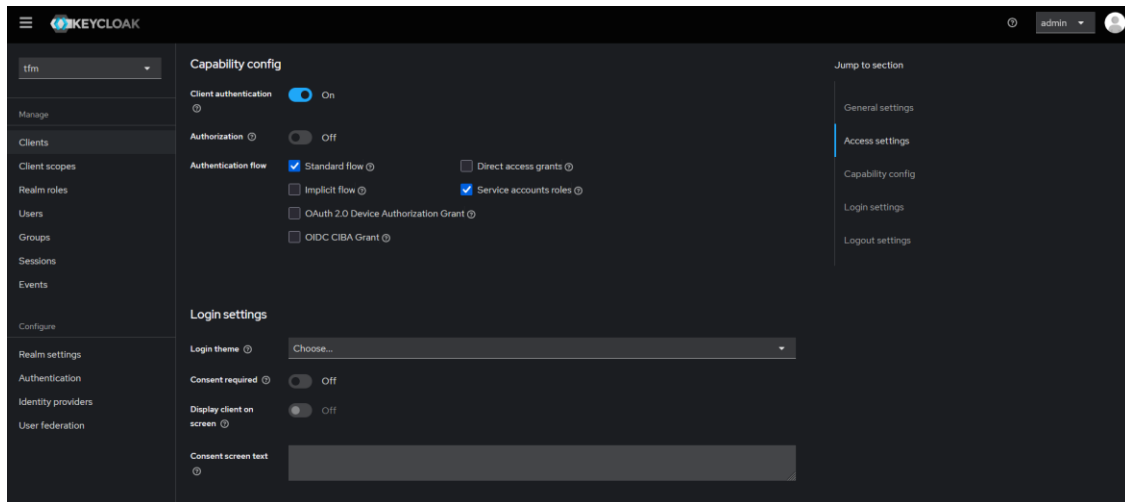 KEYCLOAK
admin
tfm
Manage
Clients
Client scopes
Realm roles
Users
Groups
Sessions
Events
Configure
Realm settings
Authentication
Identity providers
User federation
Capability config
Client authentication
On
Authorization
Off
Authentication flow
Standard flow
Direct access grants
Implicit flow
Service accounts roles
OAuth 2.0 Device Authorization Grant
OIDC CIBA Grant
Login settings
Login theme
Choose...
Consent required
Off
Display client on
screen
Off
Consent screen text
Jump to section
General settings
Access settings
Capability config
Login settings
Logout settings